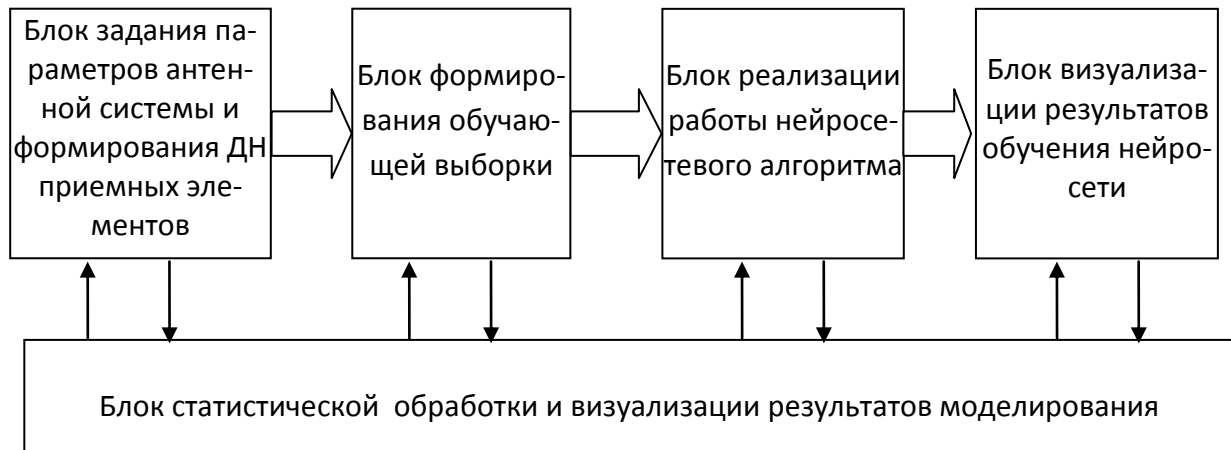 Блок задания па-
раметров антен-
ной системы и
формирования ДН
приемных эле-
ментов
Блок формиро-
вания обучаю-
щей выборки
Блок реализации
работы нейросе-
тевого алгоритма
Блок визуализа-
ции результатов
обучения нейро-
сети
Блок статистической обработки и визуализации результатов моделирования